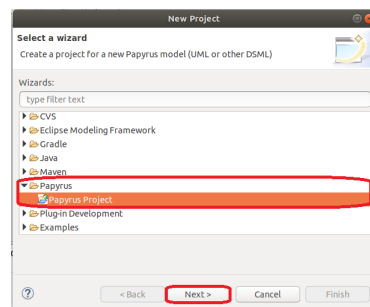 New Project
Select a wizard
Create a project for a new Papyrus model (UML or other DSML)
Wizards:
type filter text
CVS
Eclipse Modeling Framework
Gradle
Java
Maven
Papyrus
Papyrus Project
Plug-in Development
Examples
< Back Next > Cancel Finish